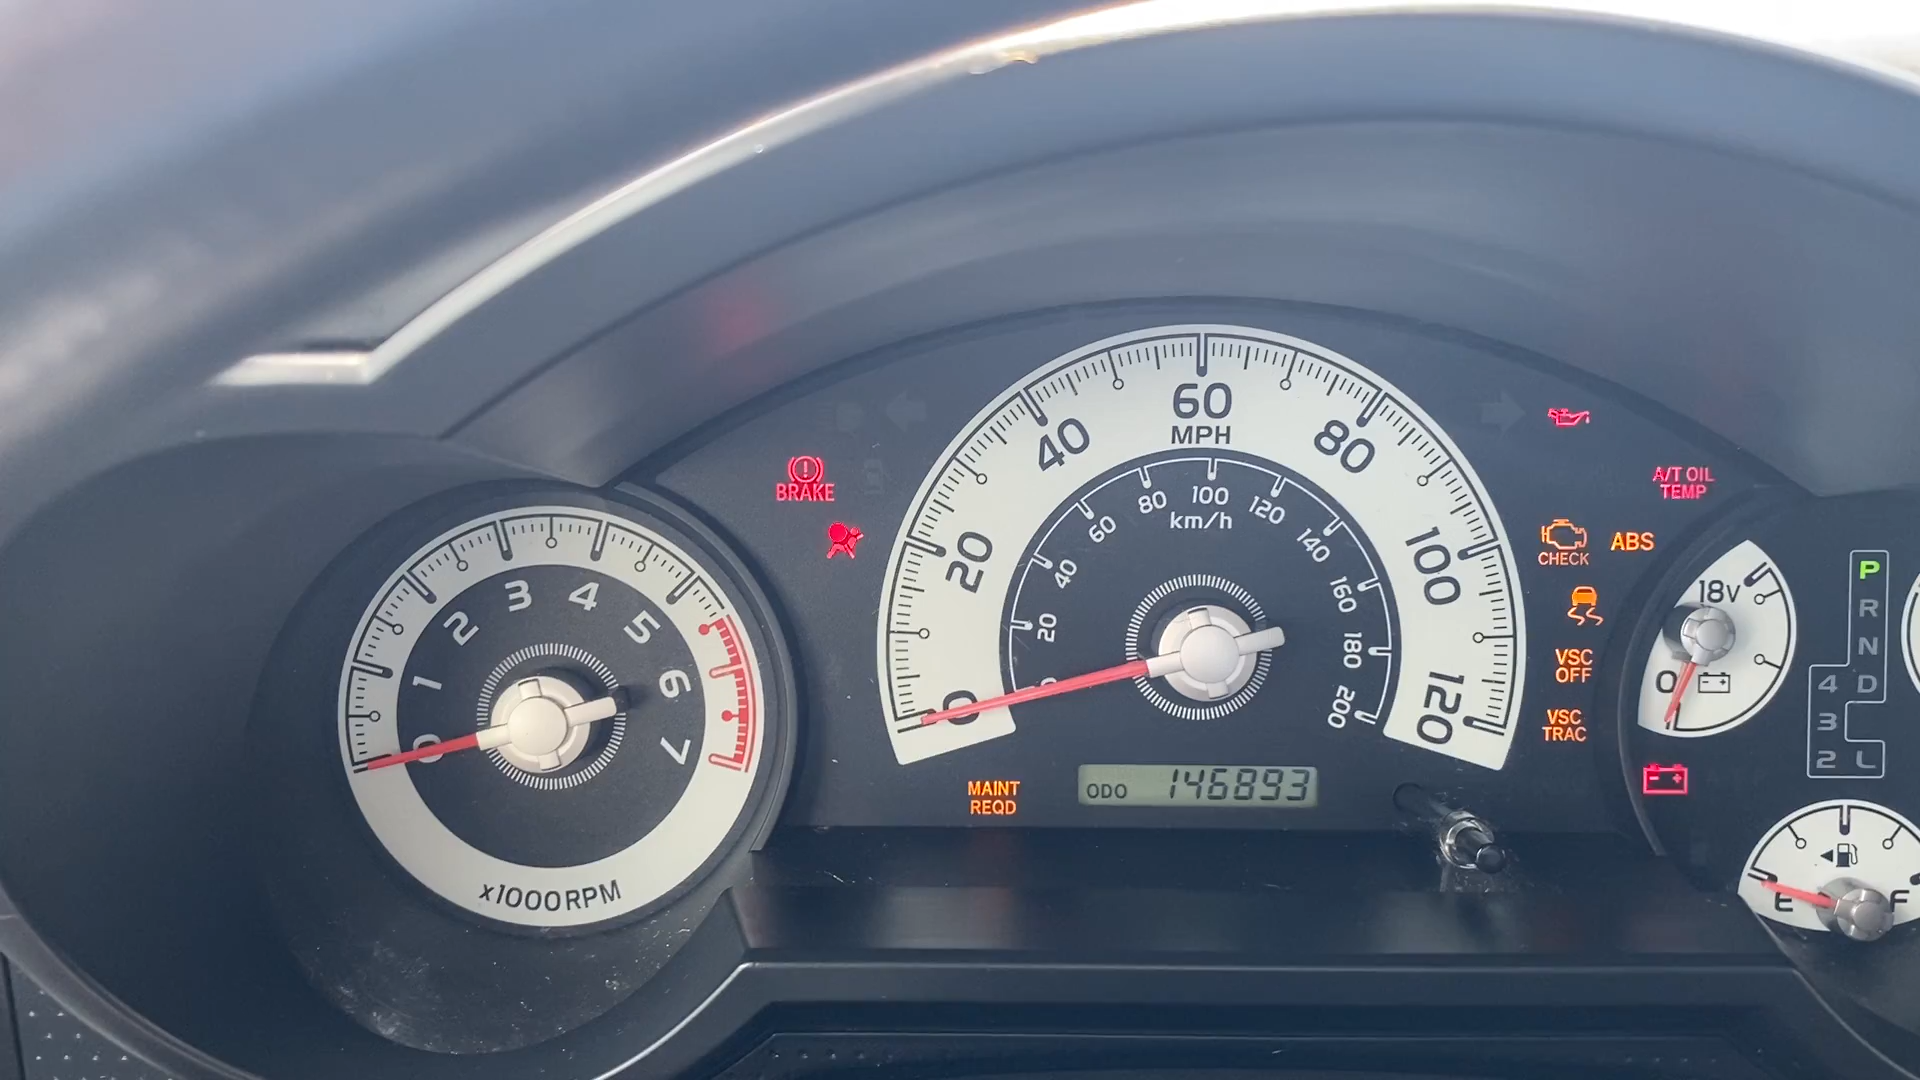 BRAKE
0
1
2
3
4
5
6
7
x1000RPM
0
20
40
60
80
100
120
MPH
20
40
60
80
100
120
140
160
180
200
km/h
MAINT
REQD
ODO 146893
A/T OIL
TEMP
CHECK
ABS
VSC
OFF
VSC
TRAC
18V
0
P
R
N
4 D
3
2 L
E F